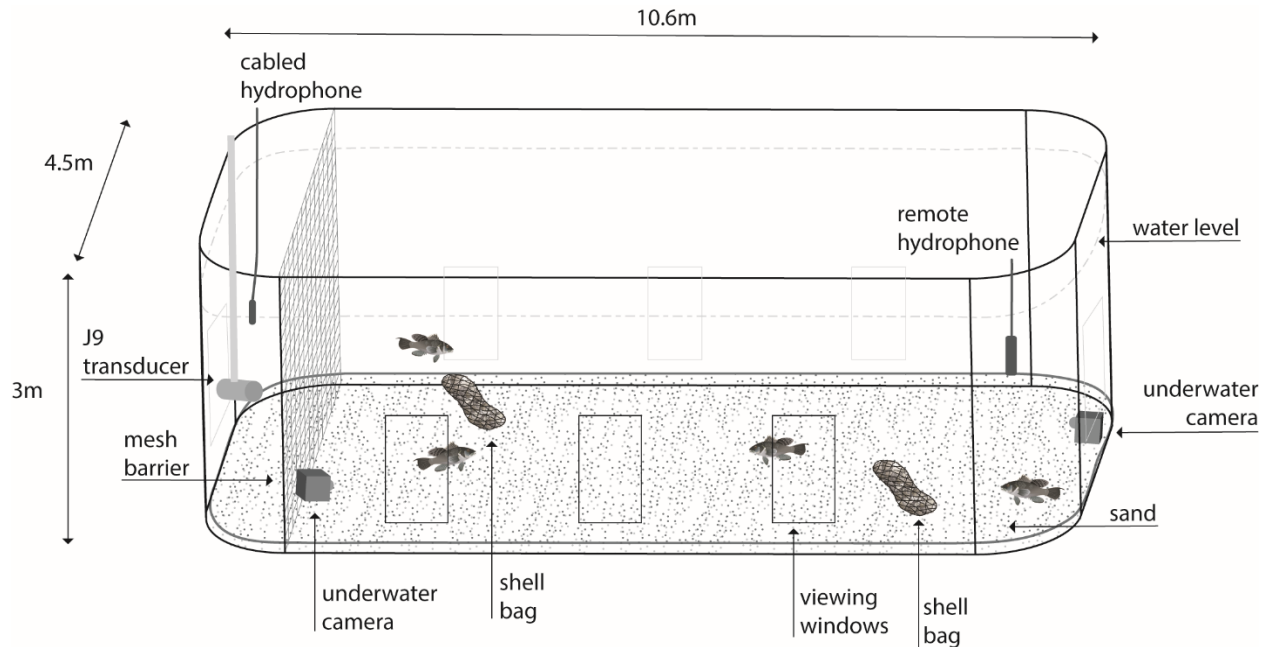 10.6m
cabled
hydrophone
4.5m
remote
hydrophone
water level
J9
transducer
3m
underwater
camera
mesh
barrier
sand
underwater
camera
shell
bag
viewing
windows
shell
bag